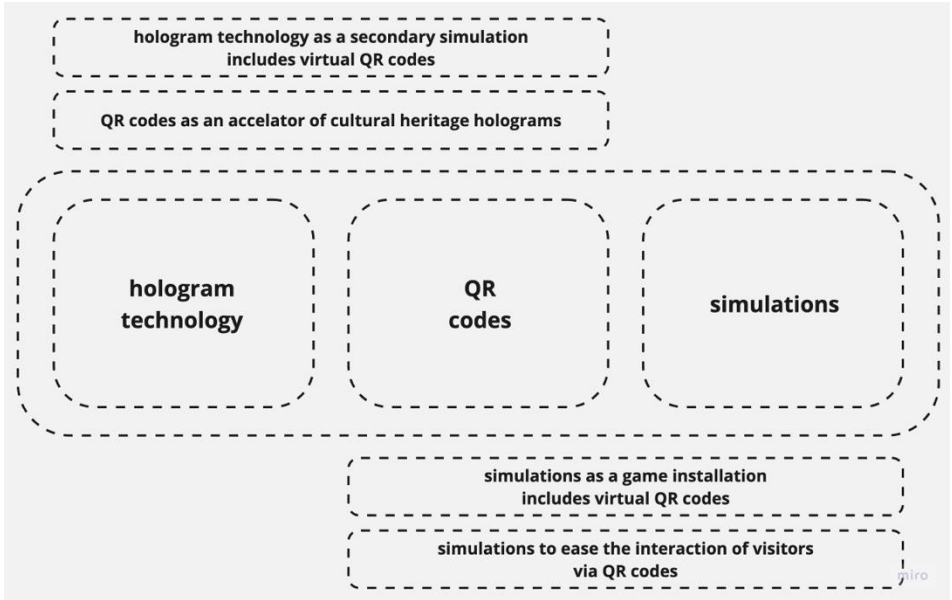 hologram technology as a secondary simulation
includes virtual QR codes
QR codes as an accelator of cultural heritage holograms
hologram
technology
QR
codes
simulations
simulations as a game installation
includes virtual QR codes
simulations to ease the interaction of visitors
via QR codes
miro